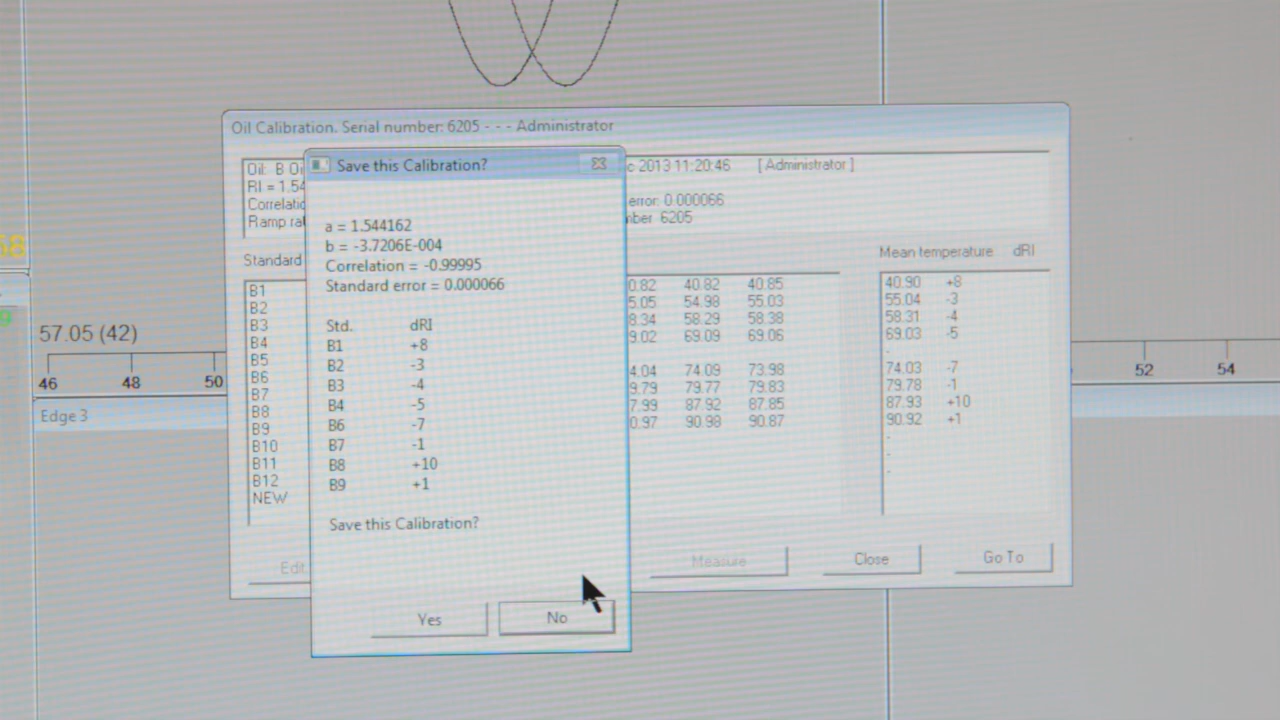 Oil Calibration. Serial number: 6205 - - - Administrator
Save this Calibration?
Oil: B
2013 11:20:46 [ Administrator ]
RI = 1.54
error: 0.000066
6205
Standard
Mean temperature dRI
a = 1.544162
b = -3.7206E-004
Correlation = -0.99995
Standard error = 0.000066
Std. dRI
B1 +8
B2 -3
B3 -4
B4 -5
B6 -7
B7 -1
B8 +10
B9 +1
Save this Calibration?
Yes No
B1
B2
B3
B4
B5
B6
B7
B8
B9
B10
B11
B12
NEW
0.82 40.82 40.85
5.05 54.98 55.03
8.34 58.29 58.38
9.02 69.09 69.06
4.04 74.09 73.98
9.79 79.77 79.83
7.99 87.92 87.85
0.97 90.98 90.87
40.90 +8
55.04 -3
58.31 -4
69.03 -5
74.03 -7
79.78 -1
87.93 +10
90.92 +1
Edit
Measure Close Go To
57.05 (42)
46 48 50 52 54
Edge 3